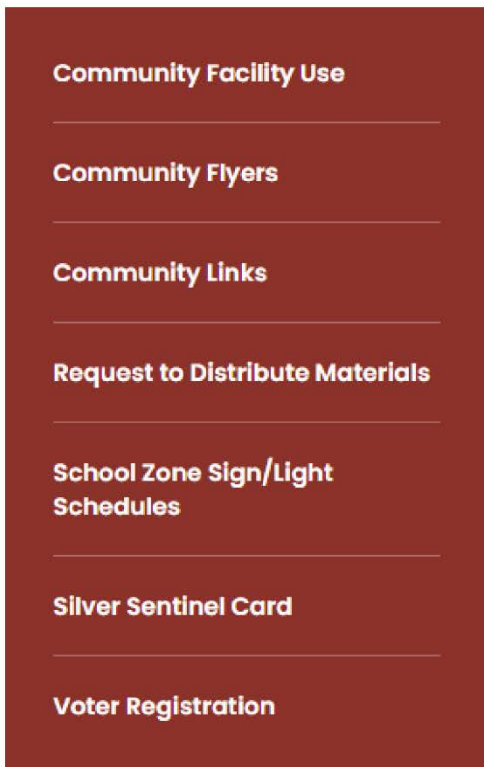 Community Facility Use
Community Flyers
Community Links
Request to Distribute Materials
School Zone Sign/Light
Schedules
Silver Sentinel Card
Voter Registration